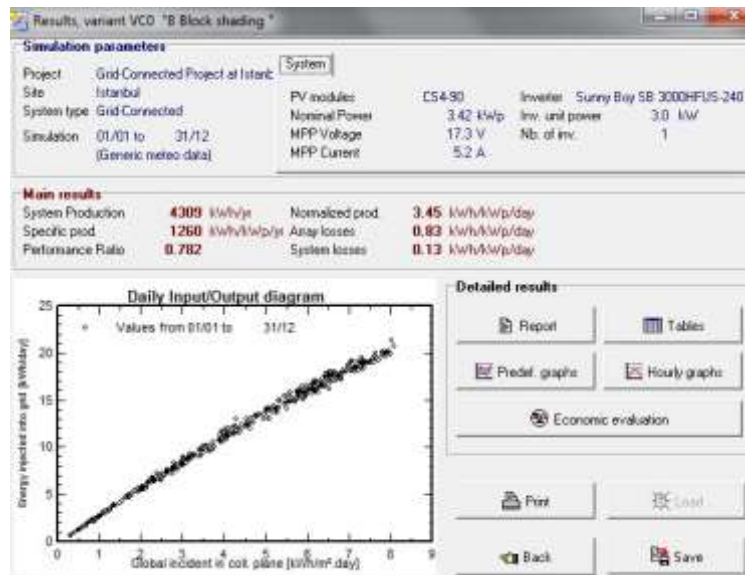 Results, variant VC0 "B Block shading"
Simulation parameters
Project Grid-Connected Project at Istanb
Site Istanbul
System type Grid-Connected
Simulation 01/01 to 31/12
(Generic meteo data)
System
PV modules CS4-90 Inverter Sunny Boy SB 3000HFUS-240
Nominal Power 3.42 kWp Inv. unit power 3.0 kW
MPP Voltage 17.3 V Nb. of inv. 1
MPP Current 5.2 A
Main results
System Production 4309 kWh/yr Normalized prod. 3.45 kWh/kWp/day
Specific prod. 1260 kWh/kWp/yr Array losses 0.83 kWh/kWp/day
Performance Ratio 0.782 System losses 0.13 kWh/kWp/day
Daily Input/Output diagram
Values from 01/01 to 31/12
Energy injected into grid [kWh/day]
25
20
15
10
5
0
0 1 2 3 4 5 6 7 8 9
Global incident in coll. plane [kWh/m².day]
Detailed results
Report Tables
Predef. graphs Hourly graphs
Economic evaluation
Print Load
Back Save